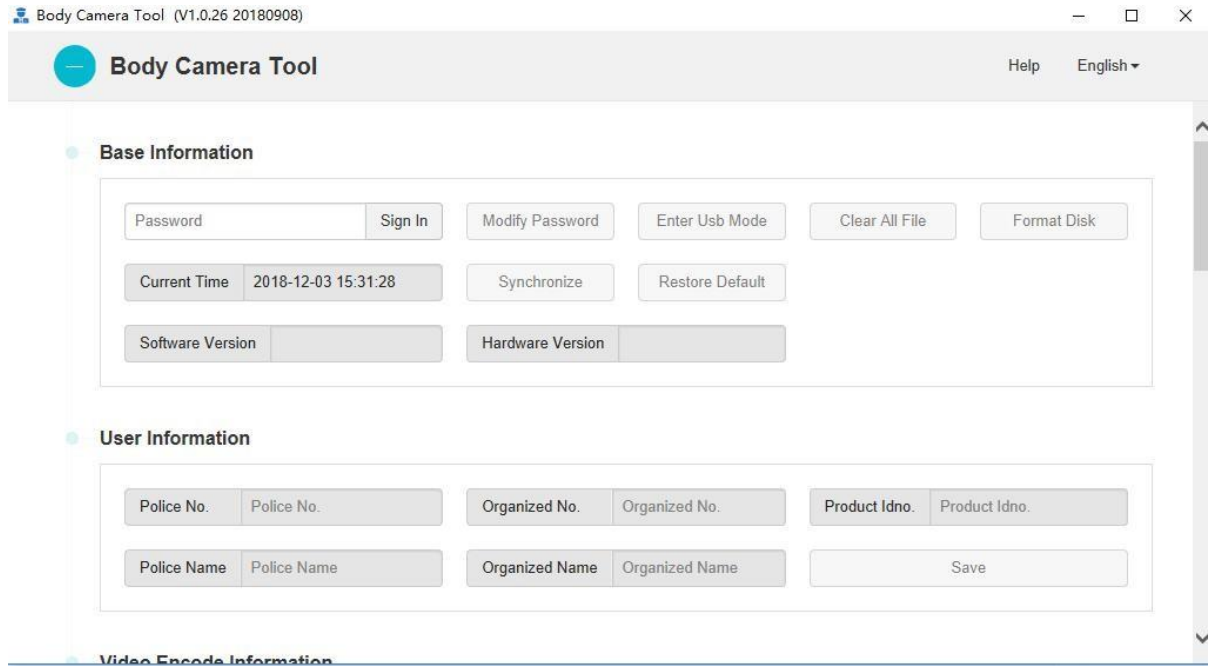 Body Camera Tool (V1.0.26 20180908)
Body Camera Tool Help English
Base Information
Password Sign In Modify Password Enter Usb Mode Clear All File Format Disk
Current Time 2018-12-03 15:31:28 Synchronize Restore Default
Software Version Hardware Version
User Information
Police No. Police No. Organized No. Organized No. Product Idno. Product Idno.
Police Name Police Name Organized Name Organized Name Save
Video Encode Information